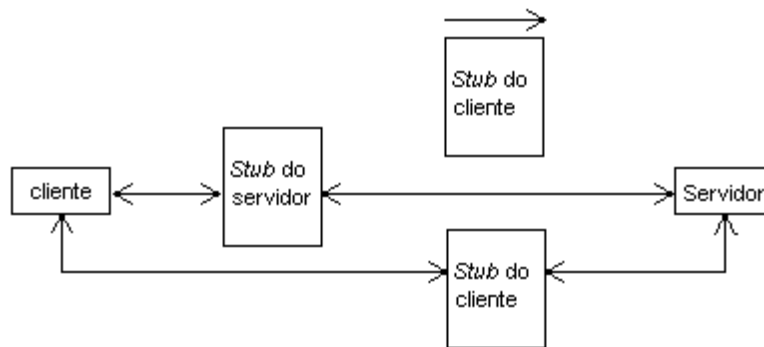 Stub do
cliente
cliente
Stub do
servidor
Servidor
Stub do
cliente